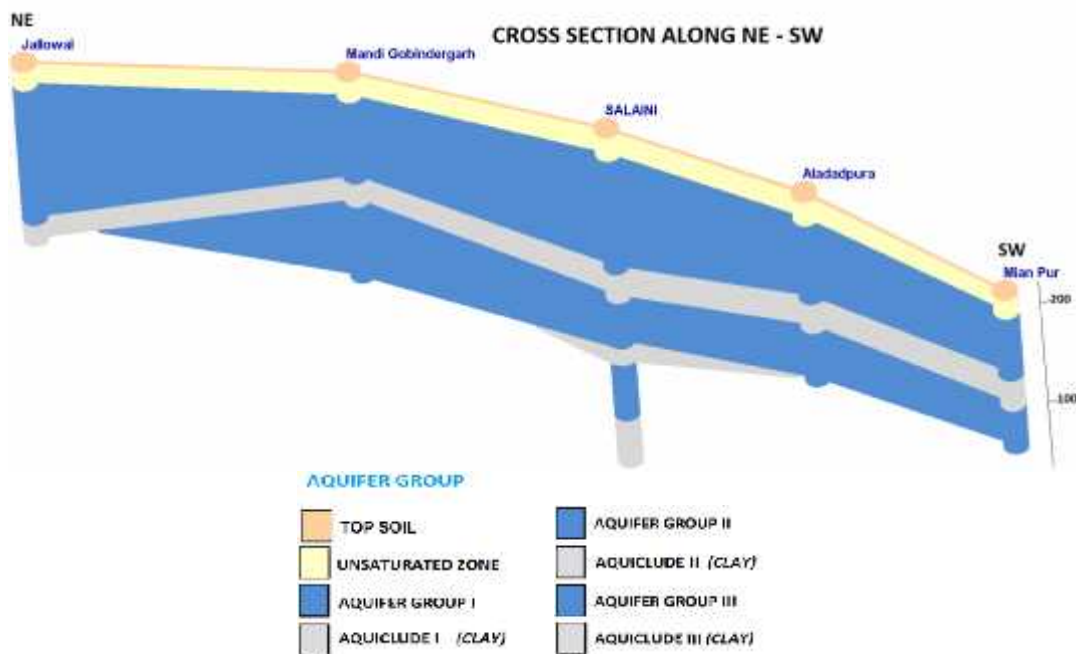 NE
CROSS SECTION ALONG NE - SW
Jallowal
Mandi Gobindergarh
SALAINI
Aladadpura
SW
Mian Pur
200
100
AQUIFER GROUP
TOP SOIL
UNSATURATED ZONE
AQUIFER GROUP I
AQUICLUDE I (CLAY)
AQUIFER GROUP II
AQUICLUDE II (CLAY)
AQUIFER GROUP III
AQUICLUDE III (CLAY)